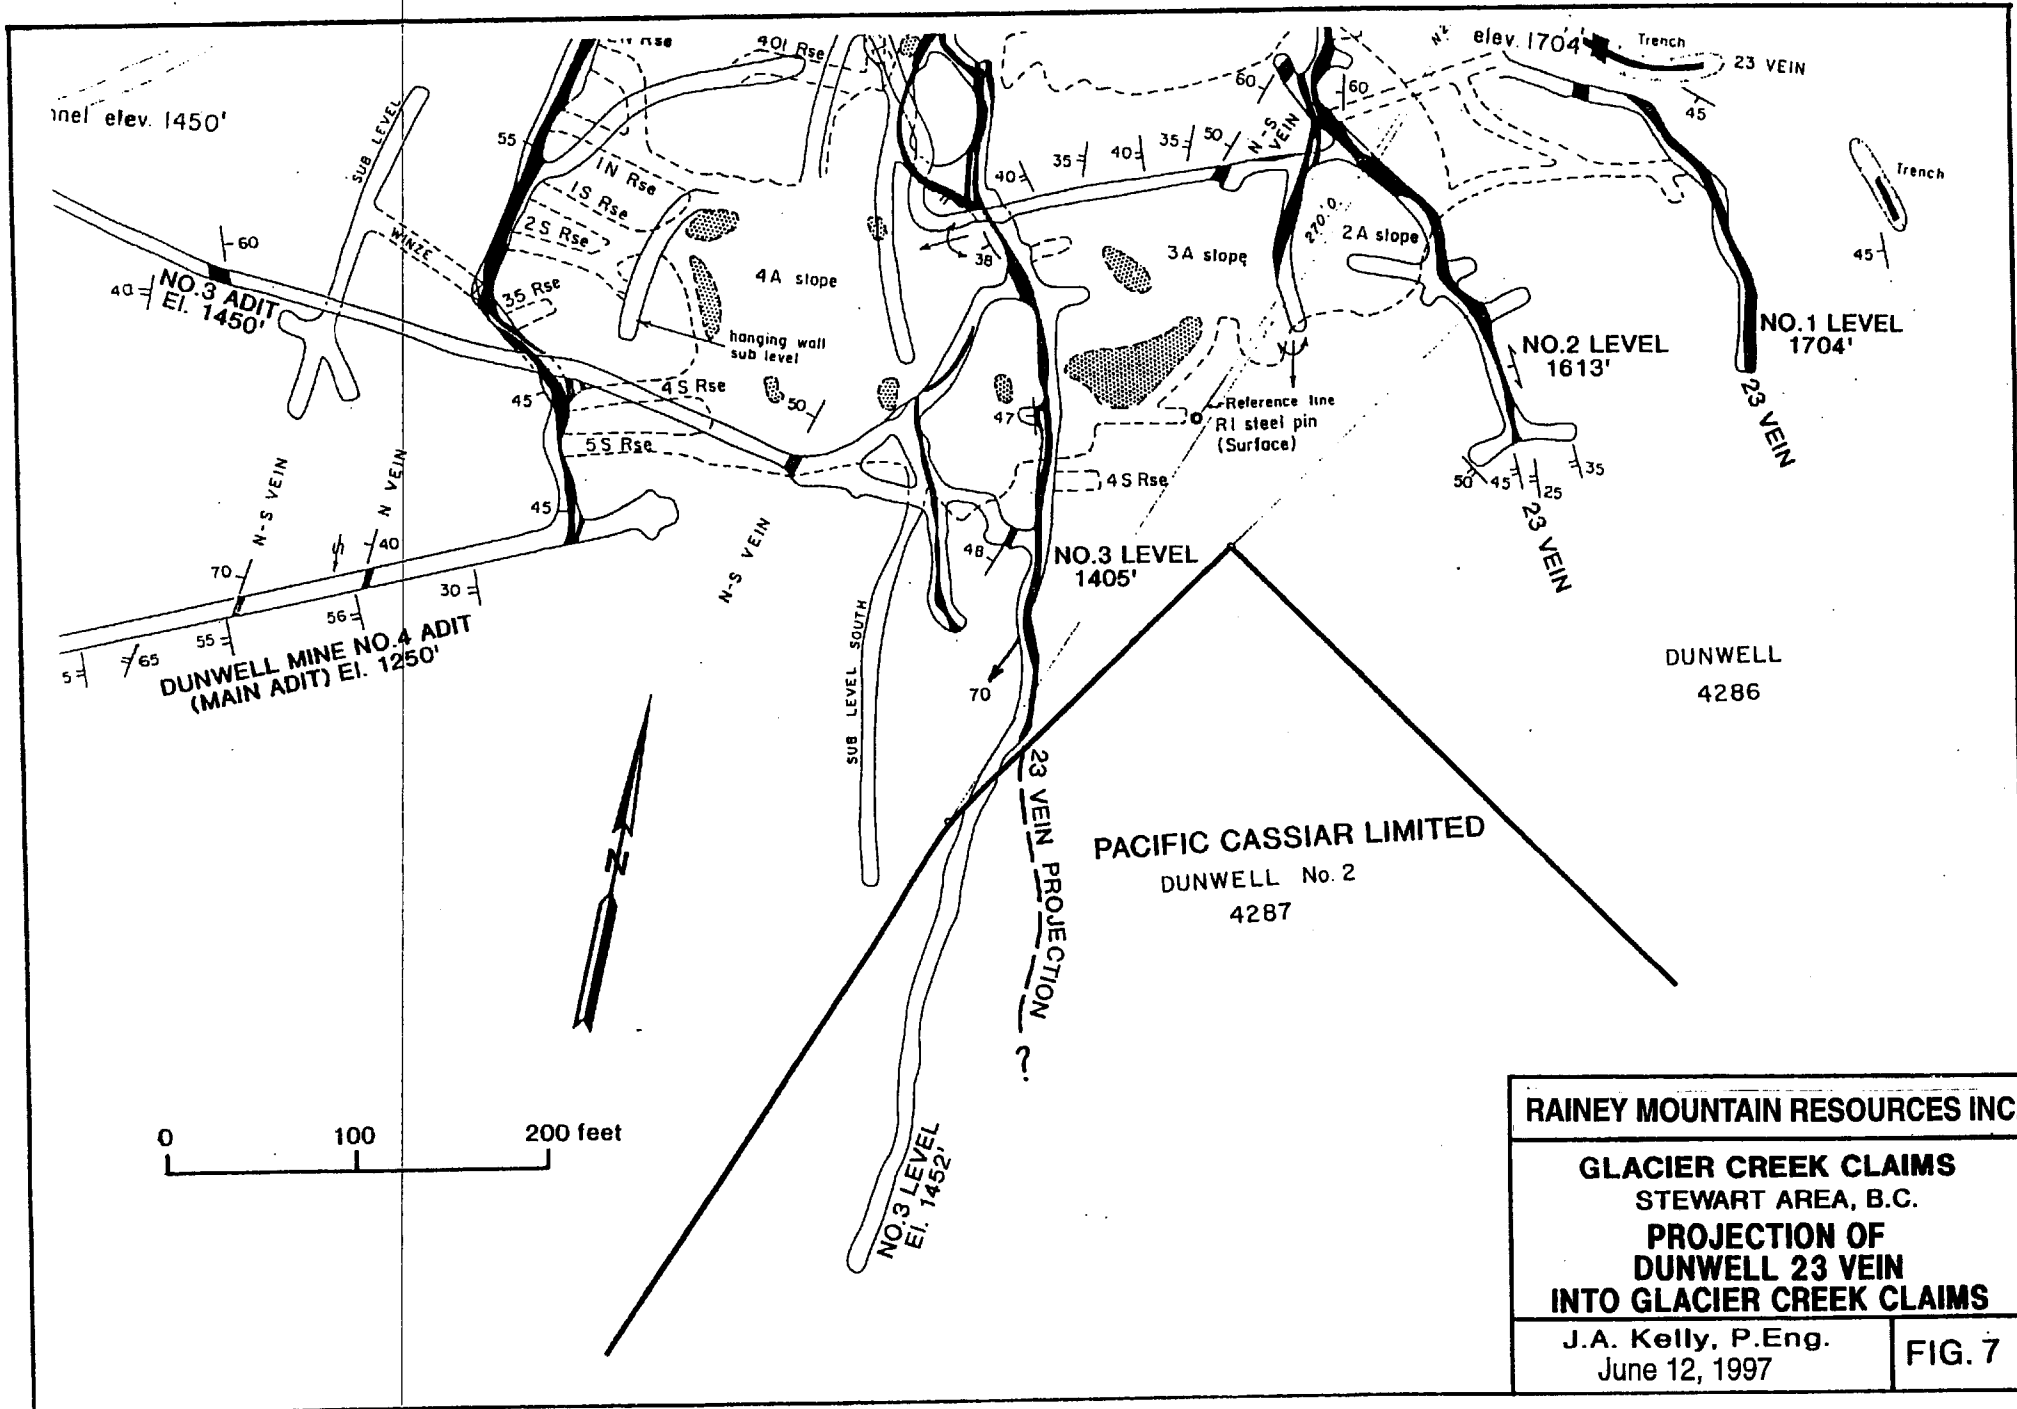 401 Rse
elev. 1704'
Trench
23 VEIN
elev. 1450'
SUB LEVEL
55
60
60
45
N-S
VEIN
50
35
40
35
40
1N Rse
1S Rse
2S Rse
Trench
WINZE
60
NO.3 ADIT
El. 1450'
40
35 Rse
4A slope
38
3A slope
270.0
2A slope
45
hanging wall
sub level
NO.1 LEVEL
1704'
NO.2 LEVEL
1613'
4S Rse
45
50
47
Reference line
R1 steel pin
(Surface)
23 VEIN
5S Rse
4S Rse
50
45
25
35
23 VEIN
N-S VEIN
N VEIN
45
N-S VEIN
48
NO.3 LEVEL
1405'
70
40
30
56
55
65
5
DUNWELL MINE NO.4 ADIT
(MAIN ADIT) El. 1250'
SUB LEVEL SOUTH
70
DUNWELL
4286
23 VEIN PROJECTION
?
PACIFIC CASSIAR LIMITED
DUNWELL No. 2
4287
N
0 100 200 feet
NO.3 LEVEL
El. 1452'
RAINEY MOUNTAIN RESOURCES INC.
GLACIER CREEK CLAIMS
STEWART AREA, B.C.
PROJECTION OF
DUNWELL 23 VEIN
INTO GLACIER CREEK CLAIMS
J.A. Kelly, P.Eng.
June 12, 1997
FIG. 7